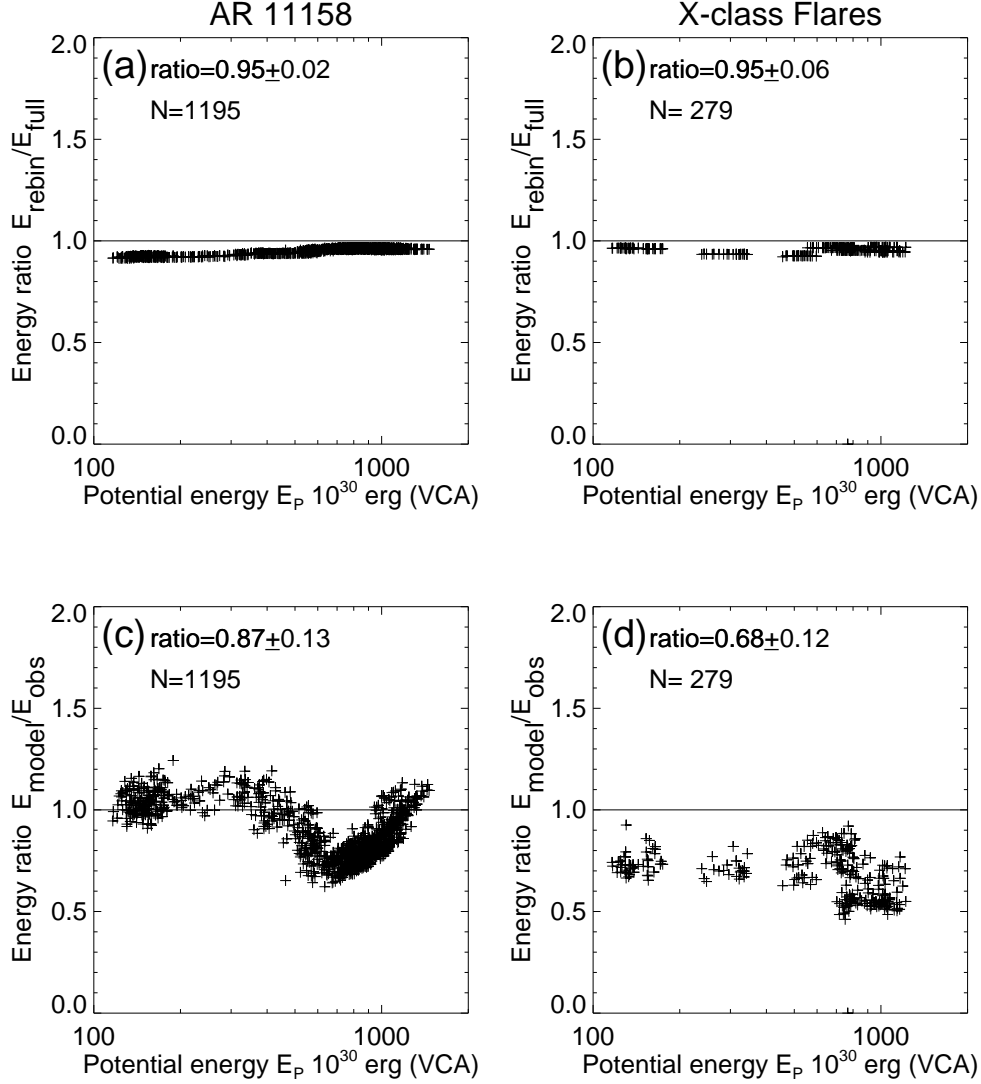 AR 11158
X-class Flares
(a) ratio=0.95±0.02
N=1195
Energy ratio E_rebin/E_full
2.0
1.5
1.0
0.5
0.0
100
1000
Potential energy E_P 10^30 erg (VCA)
(b) ratio=0.95±0.06
N= 279
Energy ratio E_rebin/E_full
2.0
1.5
1.0
0.5
0.0
100
1000
Potential energy E_P 10^30 erg (VCA)
(c) ratio=0.87±0.13
N=1195
Energy ratio E_model/E_obs
2.0
1.5
1.0
0.5
0.0
100
1000
Potential energy E_P 10^30 erg (VCA)
(d) ratio=0.68±0.12
N= 279
Energy ratio E_model/E_obs
2.0
1.5
1.0
0.5
0.0
100
1000
Potential energy E_P 10^30 erg (VCA)